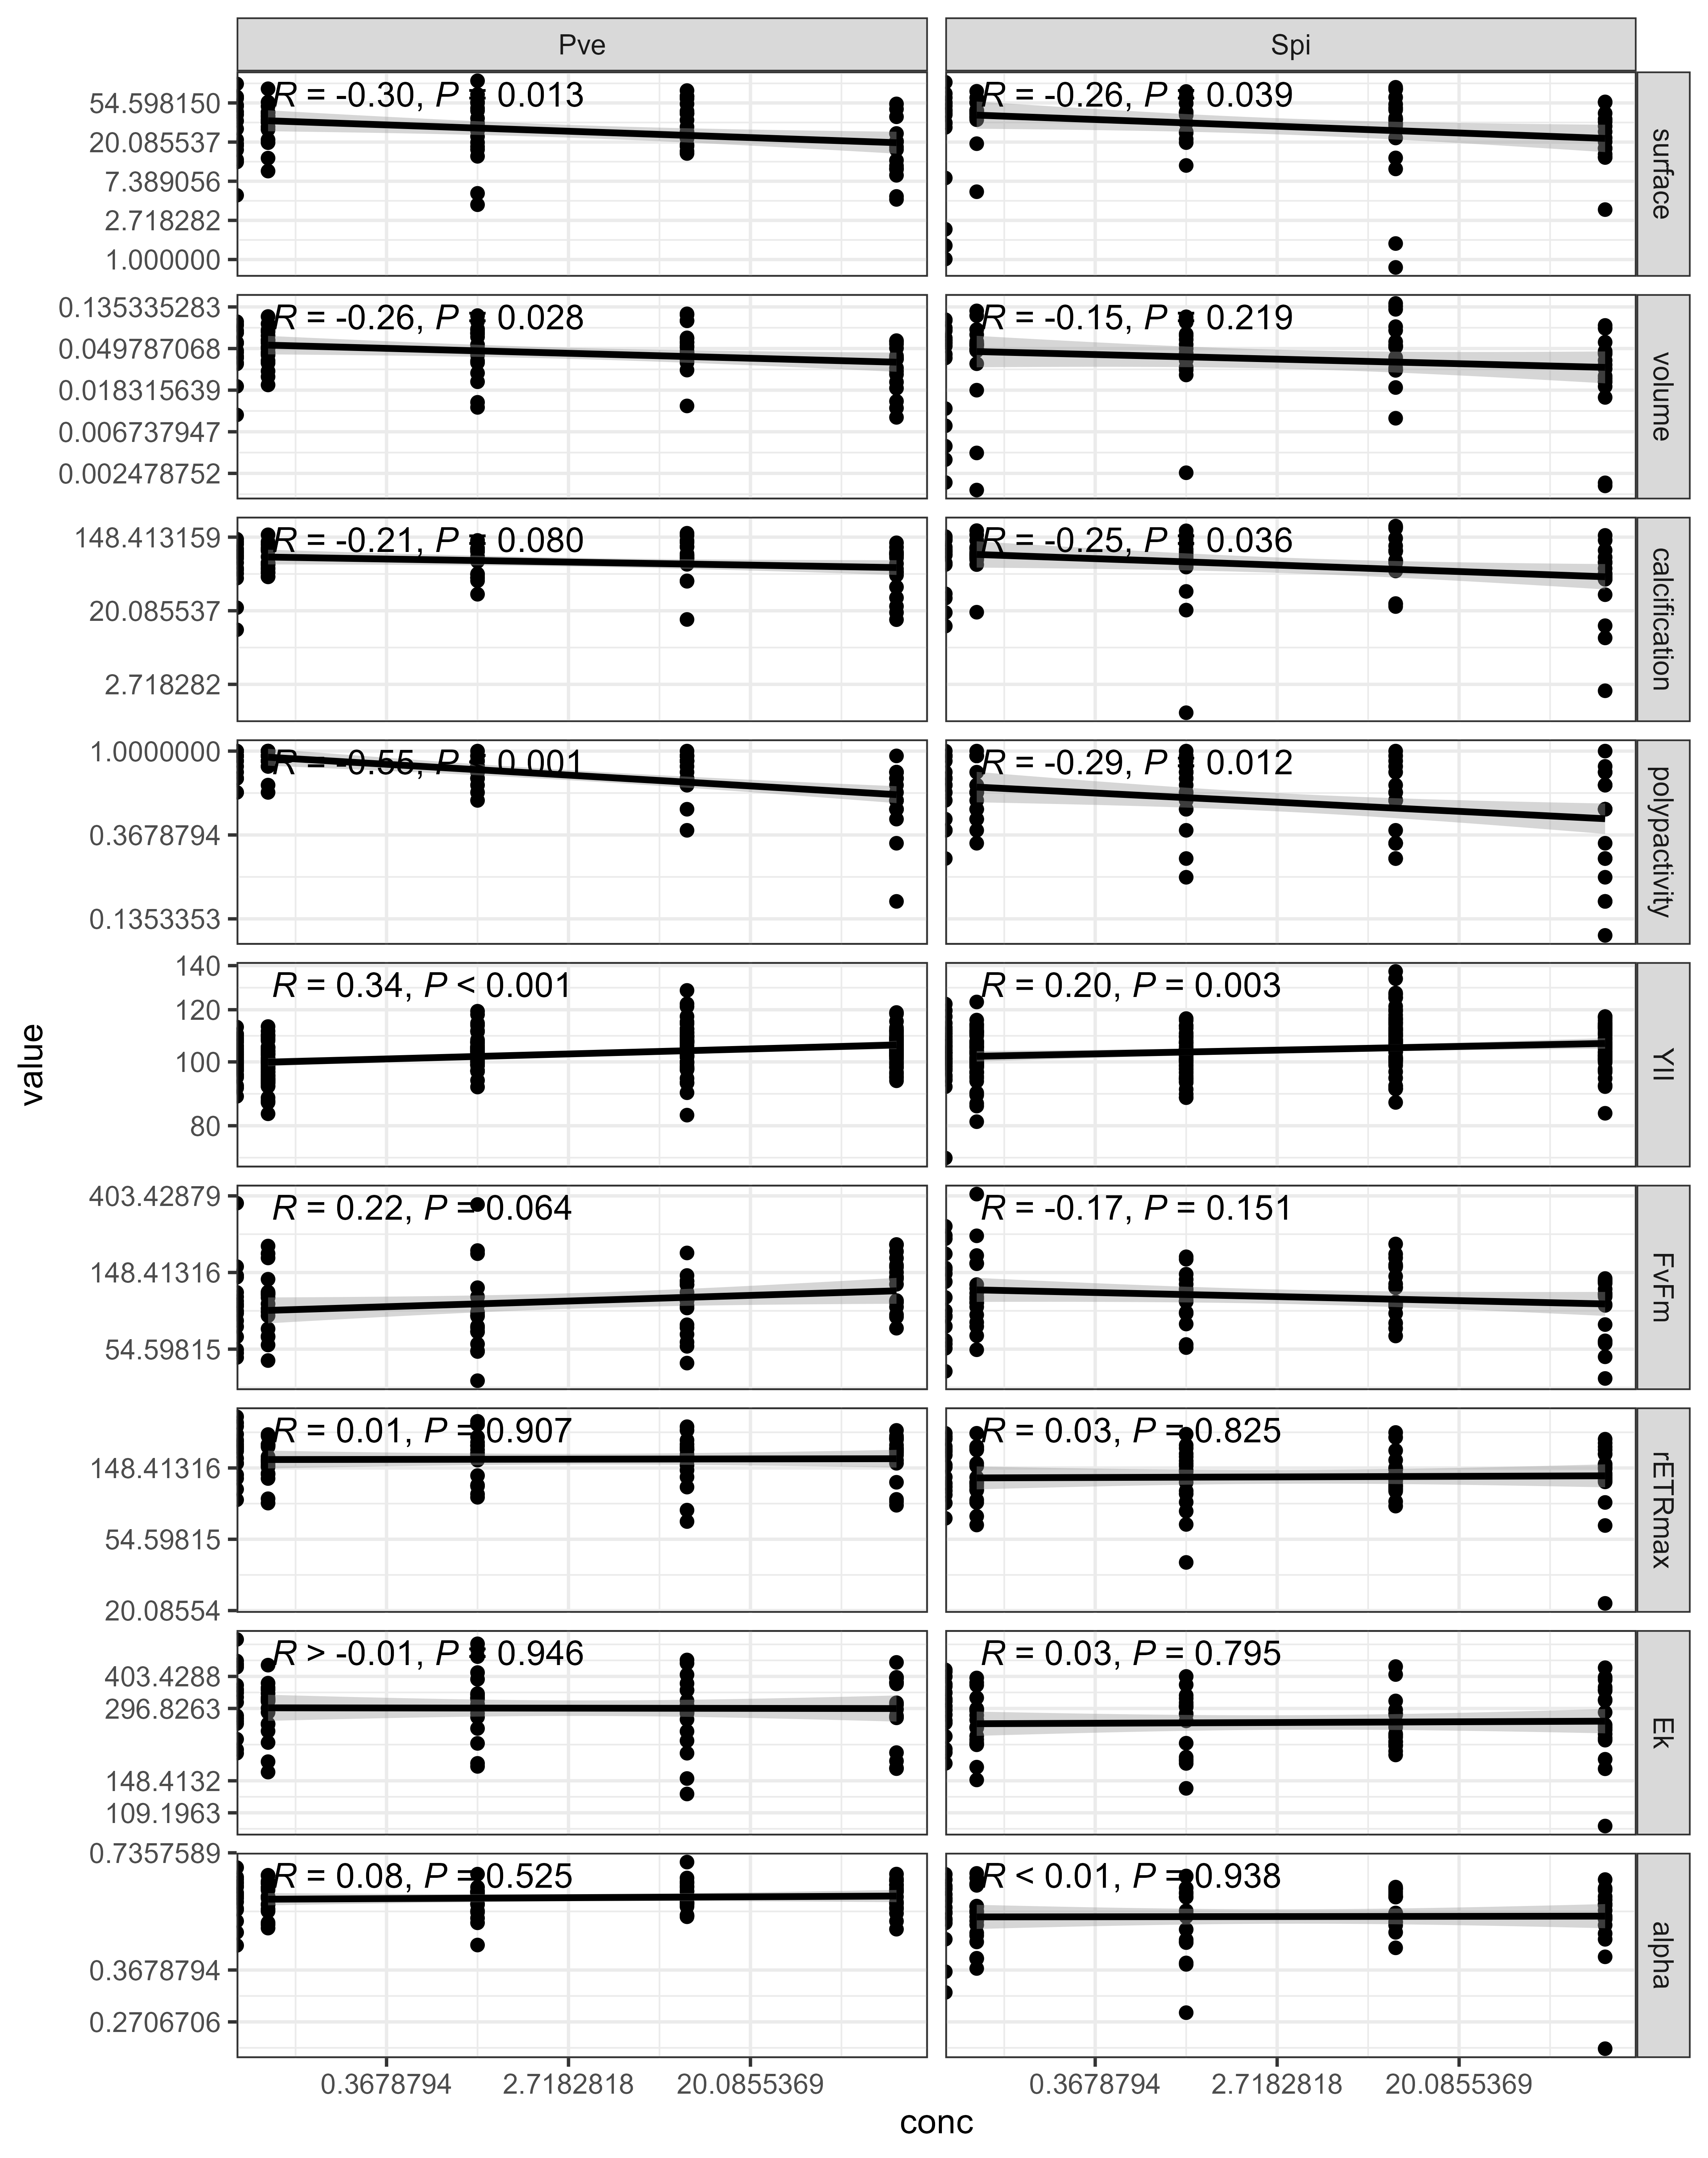 Pve Spi
R = -0.30, P = 0.013
R = -0.26, P = 0.039
54.598150
20.085537
7.389056
2.718282
1.000000
surface
R = -0.26, P = 0.028
R = -0.15, P = 0.219
0.135335283
0.049787068
0.018315639
0.006737947
0.002478752
volume
R = -0.21, P = 0.080
R = -0.25, P = 0.036
148.413159
20.085537
2.718282
calcification
R = -0.55, P = 0.001
R = -0.29, P = 0.012
1.0000000
0.3678794
0.1353353
polypactivity
R = 0.34, P < 0.001
R = 0.20, P = 0.003
140
120
100
80
YII
value
R = 0.22, P = 0.064
R = -0.17, P = 0.151
403.42879
148.41316
54.59815
FvFm
R = 0.01, P = 0.907
R = 0.03, P = 0.825
148.41316
54.59815
20.08554
rETRmax
R > -0.01, P = 0.946
R = 0.03, P = 0.795
403.4288
296.8263
148.4132
109.1963
Ek
R = 0.08, P = 0.525
R < 0.01, P = 0.938
0.7357589
0.3678794
0.2706706
alpha
0.3678794 2.7182818 20.0855369 0.3678794 2.7182818 20.0855369
conc